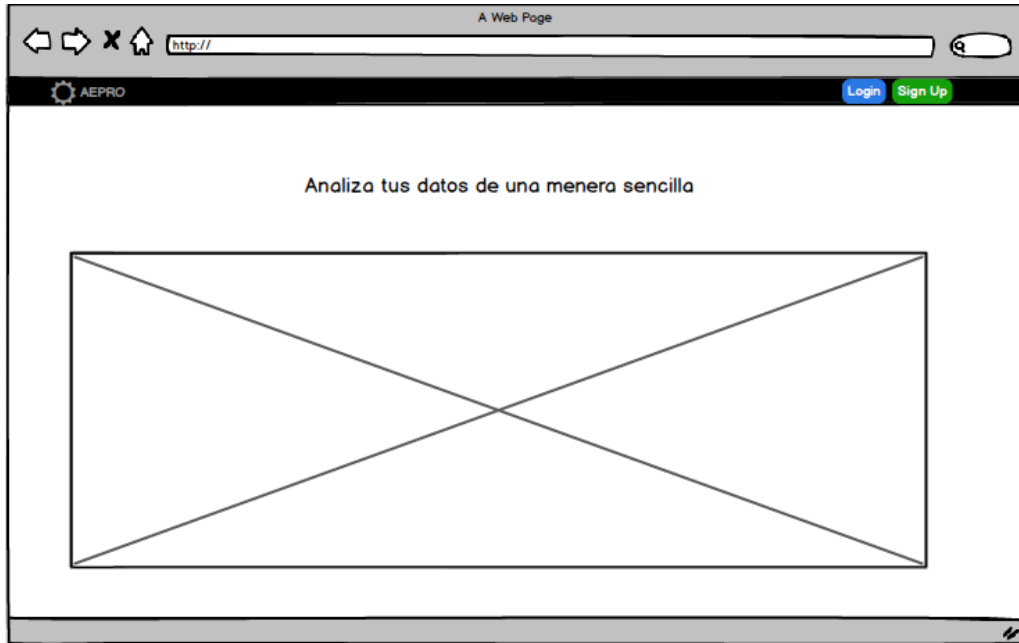 A Web Page
http://
AEPRO
Login
Sign Up
Analiza tus datos de una menera sencilla